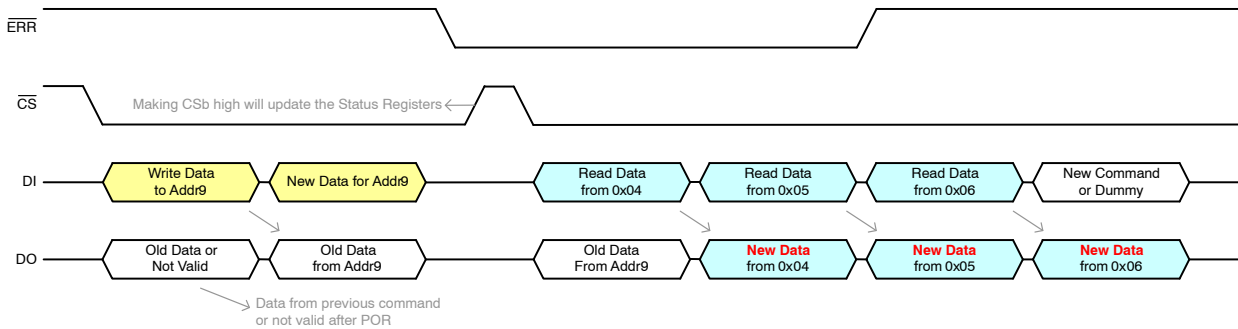 ERR
CS
Making CSb high will update the Status Registers
DI
Write Data
to Addr9
New Data for Addr9
Read Data
from 0x04
Read Data
from 0x05
Read Data
from 0x06
New Command
or Dummy
DO
Old Data or
Not Valid
Old Data
from Addr9
Old Data
From Addr9
New Data
from 0x04
New Data
from 0x05
New Data
from 0x06
Data from previous command
or not valid after POR